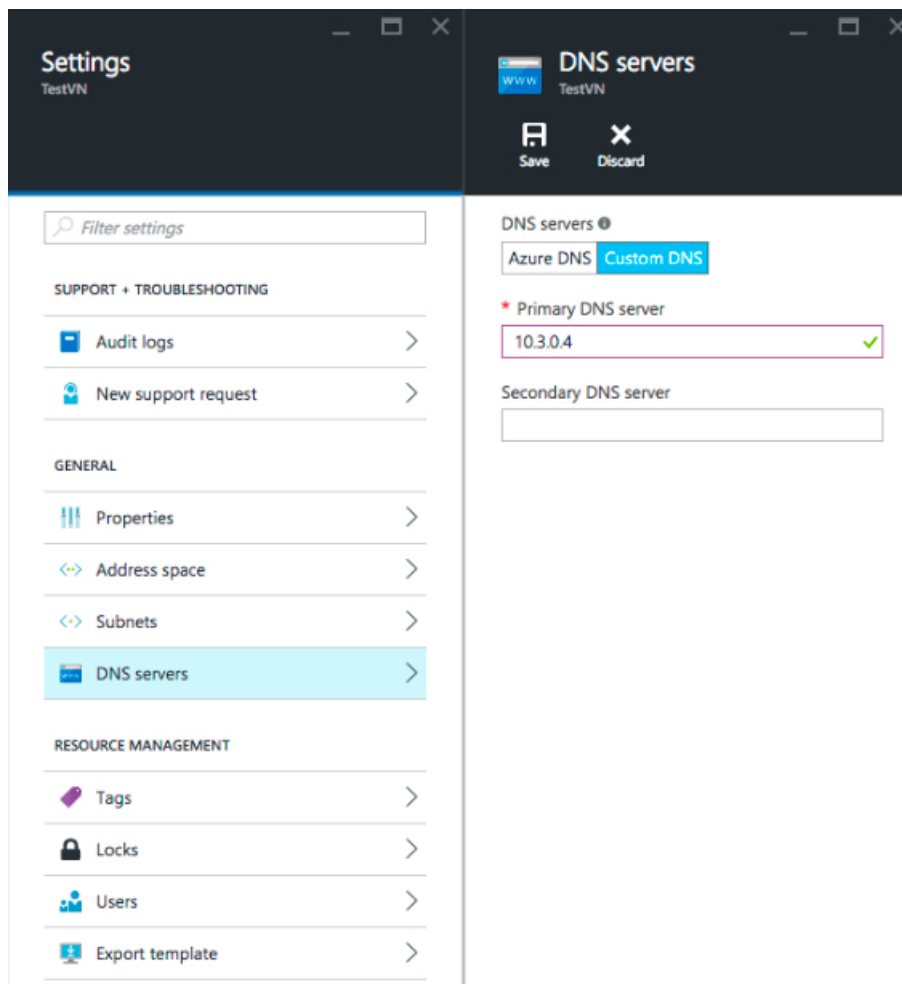 Settings
TestVN
Filter settings
SUPPORT + TROUBLESHOOTING
Audit logs
New support request
GENERAL
Properties
Address space
Subnets
DNS servers
RESOURCE MANAGEMENT
Tags
Locks
Users
Export template
www
DNS servers
TestVN
Save
Discard
DNS servers
Azure DNS
Custom DNS
* Primary DNS server
10.3.0.4
Secondary DNS server